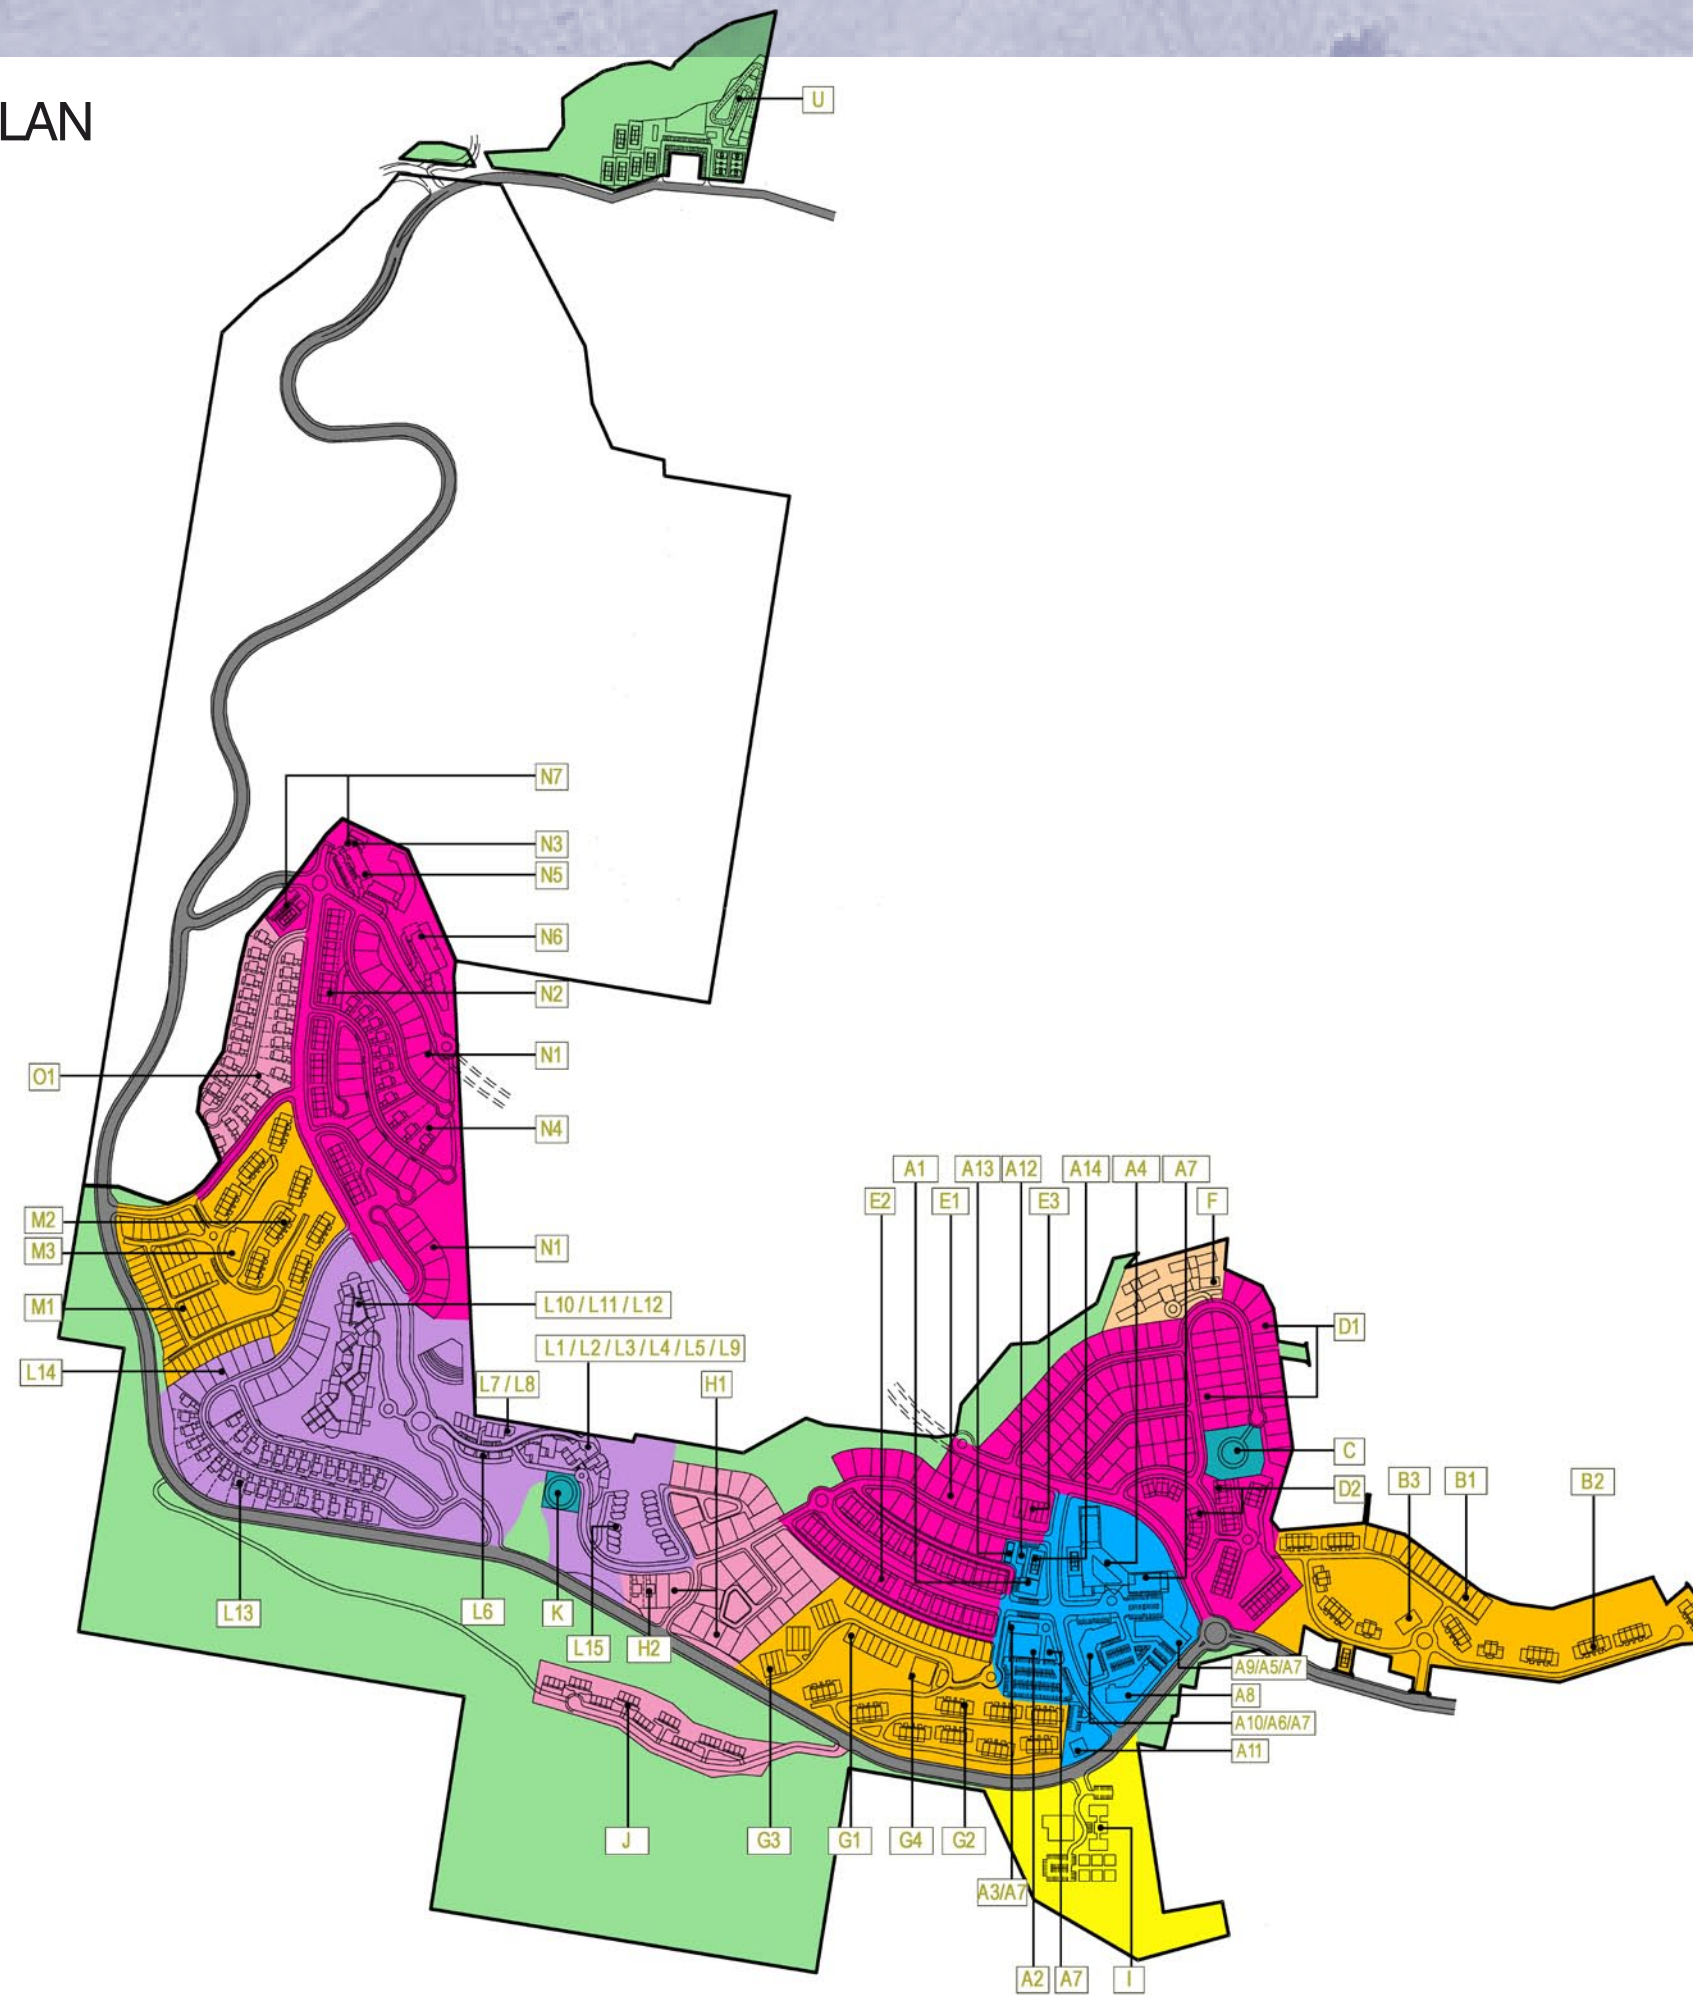 LAN
U
N7
N3
N5
N6
N2
N1
O1
N4
A1 A13 A12 A14 A4 A7
E2 E1 E3 F
M2
M3
N1
M1
L10 / L11 / L12
D1
L1 / L2 / L3 / L4 / L5 / L9
L14
L7 / L8 H1
C
D2 B3 B1 B2
L13 L6 K
L15 H2
A9/A5/A7
A8
A10/A6/A7
A11
J G3 G1 G4 G2
A3/A7
A2 A7 I